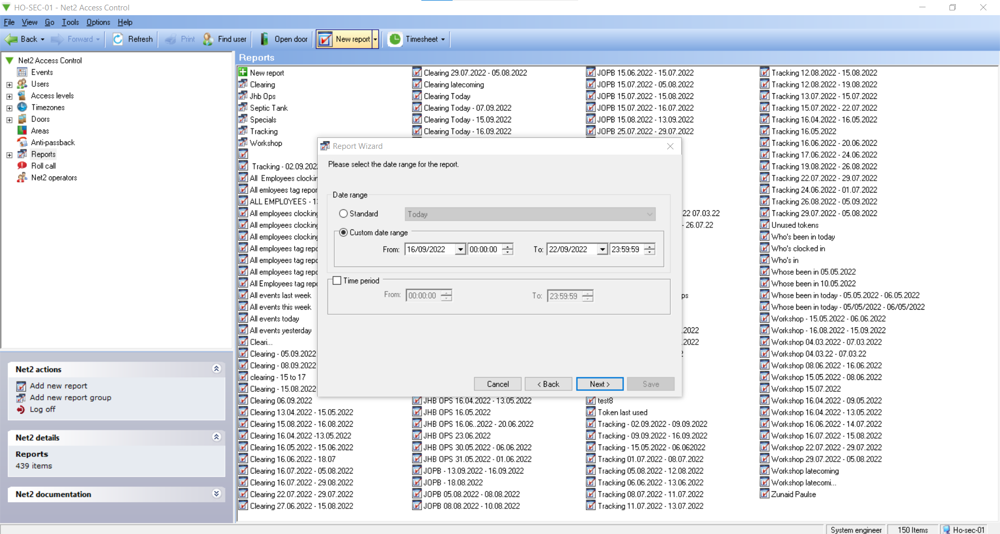 HO-SEC-01 - Net2 Access Control
File View Go Tools Options Help
Back Forward Refresh Print Find user Open door New report Timesheet
Net2 Access Control
Events
Users
Access levels
Timezones
Doors
Areas
Anti-passback
Reports
Roll call
Net2 operators
Net2 actions
Add new report
Add new report group
Log off
Net2 details
Reports
439 items
Net2 documentation
Reports
New report
Clearing
Jhb Ops
Septic Tank
Specials
Tracking
Workshop
Tracking - 02.09.202
All Employees clockin
All emloyees tag repor
ALL EMPLOYEES - 1
All employees clocking
All employees clocking
All employees clocking
All employees tag repo
All employees tag repo
All employees tag repo
All Employees tag repo
All events last week
All events this week
All events today
All events yesterday
Cleari...
Clearing - 05.09.2022
Clearing - 08.09.2022
clearing - 15 to 17
Clearing - 15.08.2022
Clearing 06.09.2022
Clearing 13.04.2022 - 15.05.2022
Clearing 15.08.2022 - 16.08.2022
Clearing 16.04.2022 -13.05.2022
Clearing 16.05.2022 - 15.06.2022
Clearing 16.06.2022 - 18.07
Clearing 16.07.2022 - 05.08.2022
Clearing 16.07.2022 - 29.08.2022
Clearing 22.07.2022 - 29.07.2022
Clearing 27.06.2022 - 15.08.2022
Clearing 29.07.2022 - 05.08.2022
Clearing latecoming
Clearing Today
Clearing Today - 07.09.2022
Clearing Today - 15.09.2022
Clearing Today - 16.09.2022
JHB OPS 16.04.2022 - 13.05.2022
JHB OPS 16.05.2022
JHB OPS 16.06..2022 - 20.06.2022
JHB OPS 23.06.2022
JHB OPS 30.05.2022 - 06.06.2022
JHB OPS 31.05.2022 - 01.06.2022
JOPB - 13.09.2022 - 16.09.2022
JOPB - 18.08.2022
JOPB 05.08.2022 - 08.08.2022
JOPB 08.08.2022 - 10.08.2022
JOPB 15.06.2022 - 15.07.2022
JOPB 15.07.2022 - 05.08.2022
JOPB 15.07.2022 - 15.08.2022
JOPB 15.07.2022 - 16.07.2022
JOPB 15.08.2022 - 13.09.2022
JOPB 25.07.2022 - 29.07.2022
22 07.03.22
- 26.07.22
ps
.2022
.2022
test8
Token last used
Tracking - 02.09.2022 - 09.09.2022
Tracking - 09.09.2022 - 16.09.2022
Tracking - 15.05.2022 - 06.062022
Tracking 01.07.2022 - 08.07.2022
Tracking 05.08.2022 - 12.08.2022
Tracking 06.06.2022 - 13.06.2022
Tracking 08.07.2022 - 11.07.2022
Tracking 11.07.2022 - 13.07.2022
Tracking 12.08.2022 - 15.08.2022
Tracking 12.08.2022 - 19.08.2022
Tracking 13.07.2022 - 15.07.2022
Tracking 15.07.2022 - 22.07.2022
Tracking 16.04.2022 - 16.05.2022
Tracking 16.05.2022
Tracking 16.06.2022 - 20.06.2022
Tracking 17.06.2022 - 24.06.2022
Tracking 19.08.2022 - 26.08.2022
Tracking 22.07.2022 - 29.07.2022
Tracking 24.06.2022 - 01.07.2022
Tracking 26.08.2022 - 05.09.2022
Tracking 29.07.2022 - 05.08.2022
Unused tokens
Who's been in today
Who's clocked in
Who's in
Whose been in 05.05.2022
Whose been in 10.05.2022
Whose been in today - 05.05.2022 - 06.05.2022
Whose been in today - 05/05/2022 - 06/05/2022
Workshop - 15.05.2022 - 06.06.2022
Workshop - 16.08.2022 - 15.09.2022
Workshop 04.03.2022 - 07.03.2022
Workshop 04.03.22 - 07.03.22
Workshop 08.06.2022 - 16.06.2022
Workshop 15.05.2022 - 08.06.2022
Workshop 15.07.2022
Workshop 16.04.2022 - 09.05.2022
Workshop 16.04.2022 - 13.05.2022
Workshop 16.06.2022 - 14.07.2022
Workshop 16.07.2022 - 15.08.2022
Workshop 22.07.2022 - 29.07.2022
Workshop 29.07.2022 - 05.08.2022
Workshop latecoming
Workshop latecomi...
Zunaid Paulse
Report Wizard
Please select the date range for the report.
Date range
Standard Today
Custom date range
From: 16/09/2022 00:00:00 To: 22/09/2022 23:59:59
Time period
From: 00:00:00 To: 23:59:59
Cancel < Back Next > Save
System engineer 150 Items Ho-sec-01